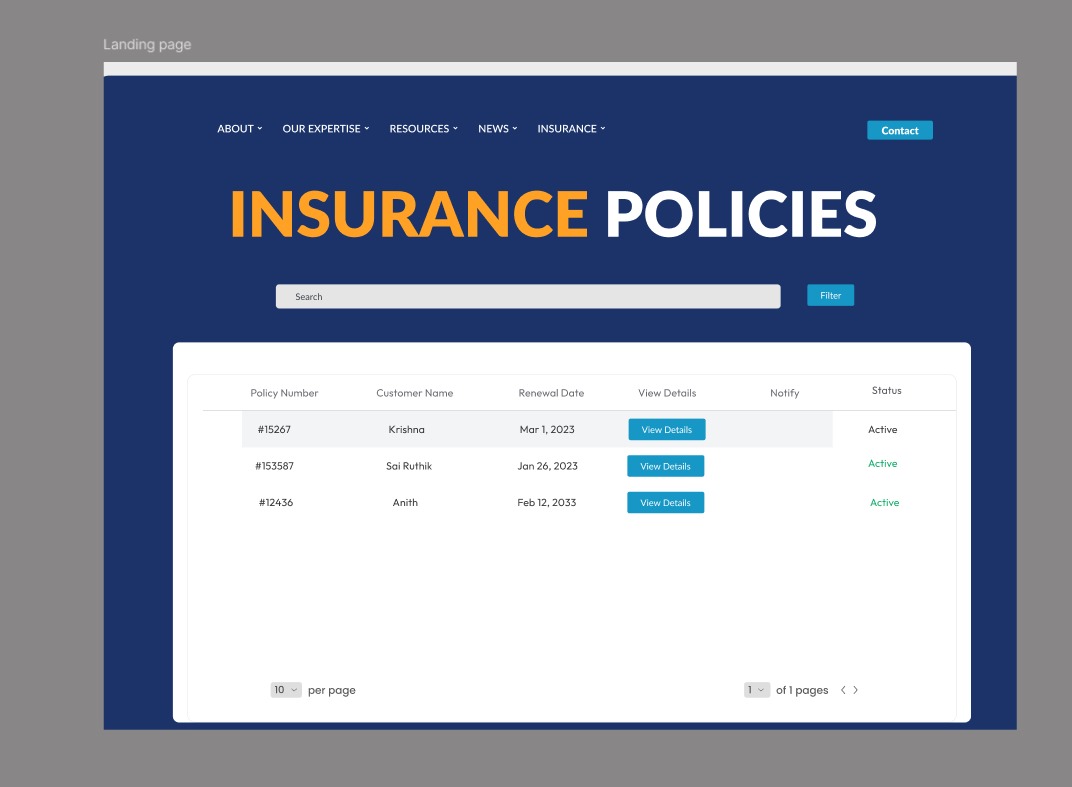 Landing page
ABOUT OUR EXPERTISE RESOURCES NEWS INSURANCE Contact
INSURANCE POLICIES
Search Filter
Policy Number Customer Name Renewal Date View Details Notify Status
#15267 Krishna Mar 1, 2023 View Details Active
#153587 Sai Ruthik Jan 26, 2023 View Details Active
#12436 Anith Feb 12, 2033 View Details Active
10 per page 1 of 1 pages